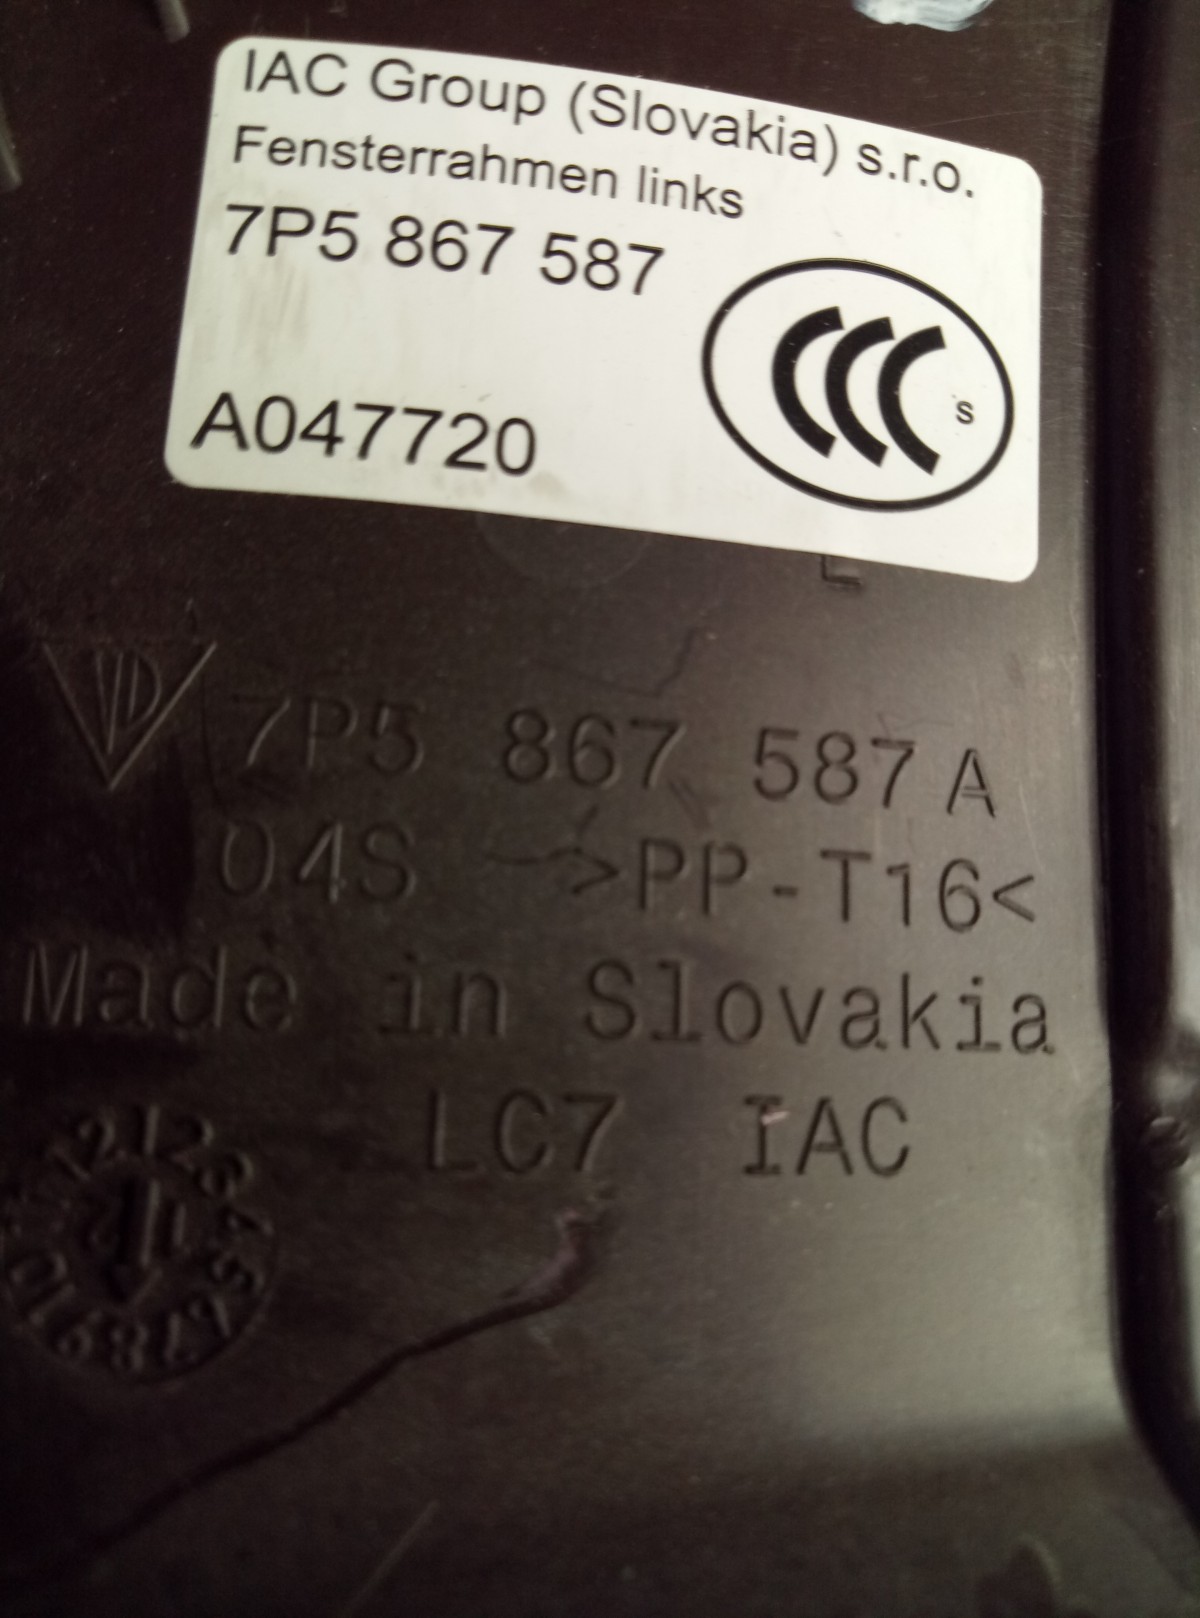 IAC Group (Slovakia) s.r.o.
Fensterrahmen links
7P5 867 587
CCC S
A047720
L
7P5 867 587 A
04S >PP-T16<
Made in Slovakia
LC7 IAC